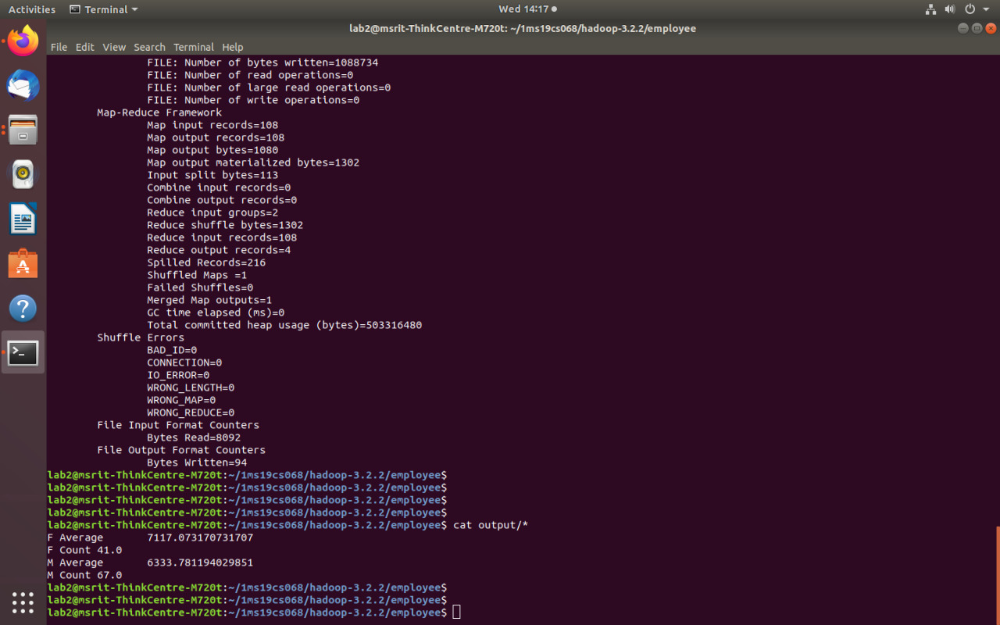 Activities Terminal Wed 14:17
lab2@msrit-ThinkCentre-M720t: ~/1ms19cs068/hadoop-3.2.2/employee
File Edit View Search Terminal Help
FILE: Number of bytes written=1088734
FILE: Number of read operations=0
FILE: Number of large read operations=0
FILE: Number of write operations=0
Map-Reduce Framework
Map input records=108
Map output records=108
Map output bytes=1080
Map output materialized bytes=1302
Input split bytes=113
Combine input records=0
Combine output records=0
Reduce input groups=2
Reduce shuffle bytes=1302
Reduce input records=108
Reduce output records=4
Spilled Records=216
Shuffled Maps =1
Failed Shuffles=0
Merged Map outputs=1
GC time elapsed (ms)=0
Total committed heap usage (bytes)=503316480
Shuffle Errors
BAD_ID=0
CONNECTION=0
IO_ERROR=0
WRONG_LENGTH=0
WRONG_MAP=0
WRONG_REDUCE=0
File Input Format Counters
Bytes Read=8092
File Output Format Counters
Bytes Written=94
lab2@msrit-ThinkCentre-M720t:~/1ms19cs068/hadoop-3.2.2/employee$
lab2@msrit-ThinkCentre-M720t:~/1ms19cs068/hadoop-3.2.2/employee$
lab2@msrit-ThinkCentre-M720t:~/1ms19cs068/hadoop-3.2.2/employee$
lab2@msrit-ThinkCentre-M720t:~/1ms19cs068/hadoop-3.2.2/employee$
lab2@msrit-ThinkCentre-M720t:~/1ms19cs068/hadoop-3.2.2/employee$ cat output/*
F Average 7117.073170731707
F Count 41.0
M Average 6333.781194029851
M Count 67.0
lab2@msrit-ThinkCentre-M720t:~/1ms19cs068/hadoop-3.2.2/employee$
lab2@msrit-ThinkCentre-M720t:~/1ms19cs068/hadoop-3.2.2/employee$
lab2@msrit-ThinkCentre-M720t:~/1ms19cs068/hadoop-3.2.2/employee$